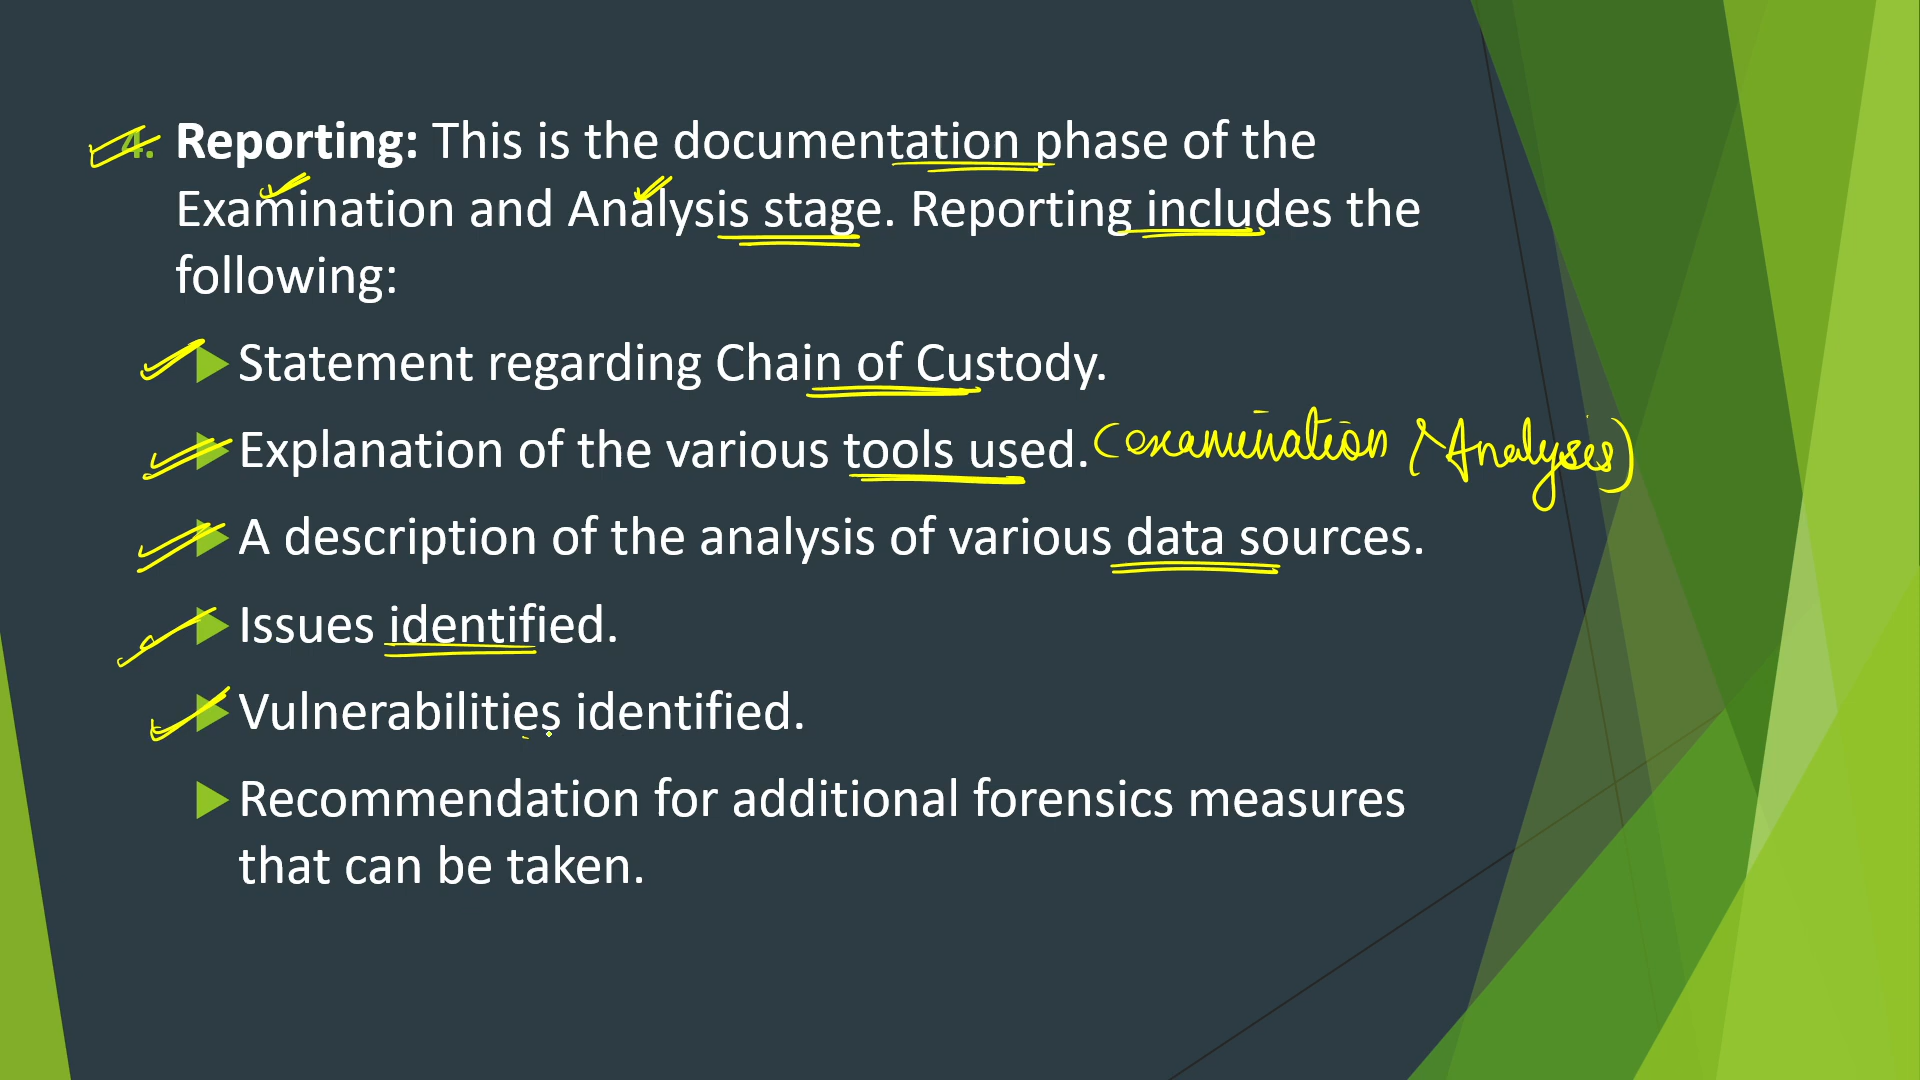 4. Reporting: This is the documentation phase of the
Examination and Analysis stage. Reporting includes the
following:
Statement regarding Chain of Custody.
Explanation of the various tools used. (examination / Analyses)
A description of the analysis of various data sources.
Issues identified.
Vulnerabilities identified.
Recommendation for additional forensics measures
that can be taken.